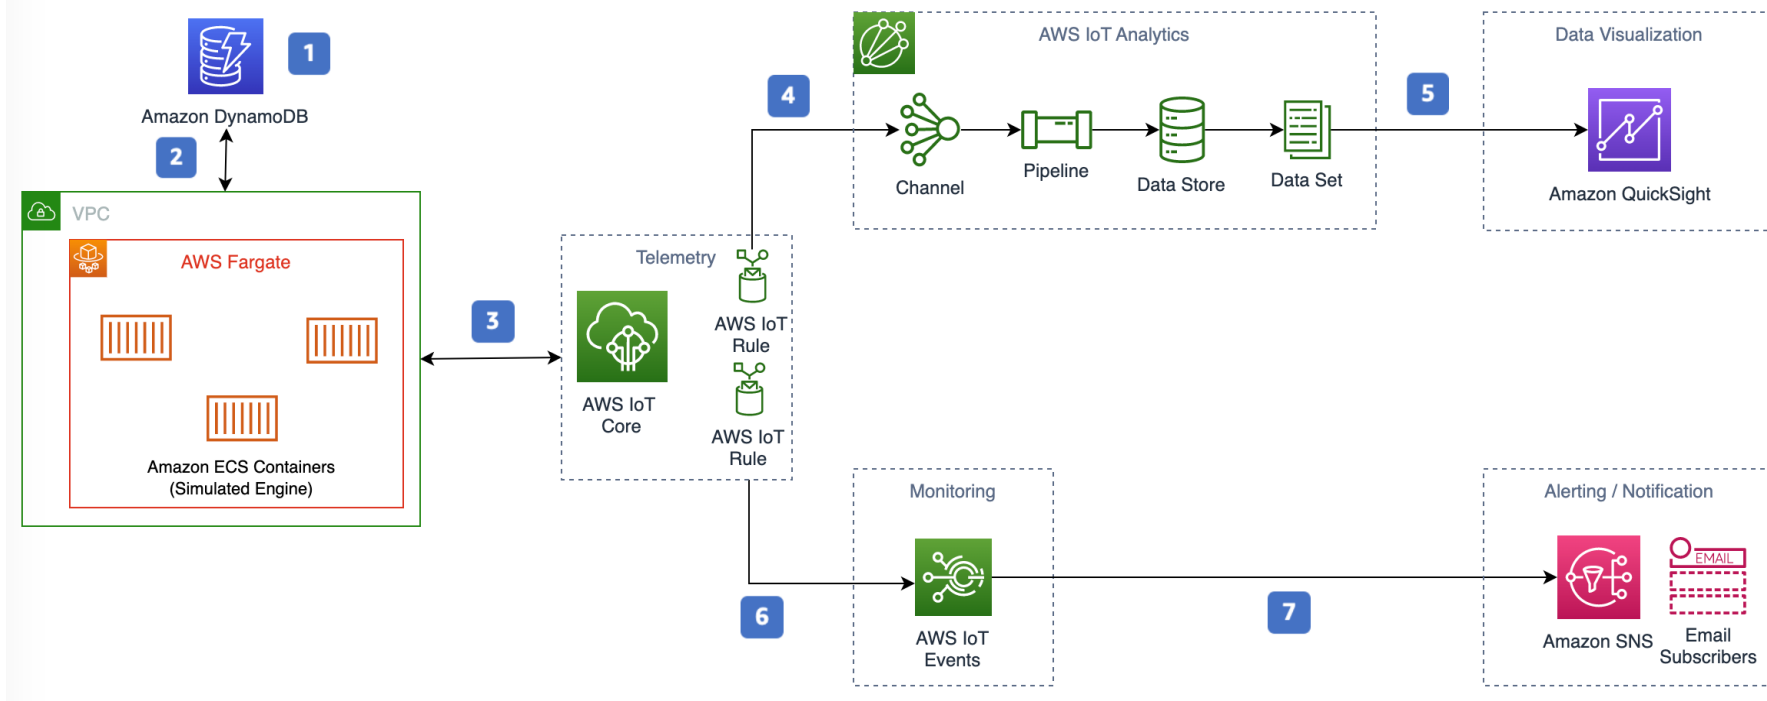 1
Amazon DynamoDB
2
VPC
AWS Fargate
Amazon ECS Containers
(Simulated Engine)
3
Telemetry
AWS IoT
Core
AWS IoT
Rule
AWS IoT
Rule
4
AWS IoT Analytics
Channel
Pipeline
Data Store
Data Set
5
Data Visualization
Amazon QuickSight
6
Monitoring
AWS IoT
Events
7
Alerting / Notification
Amazon SNS
EMAIL
Email
Subscribers